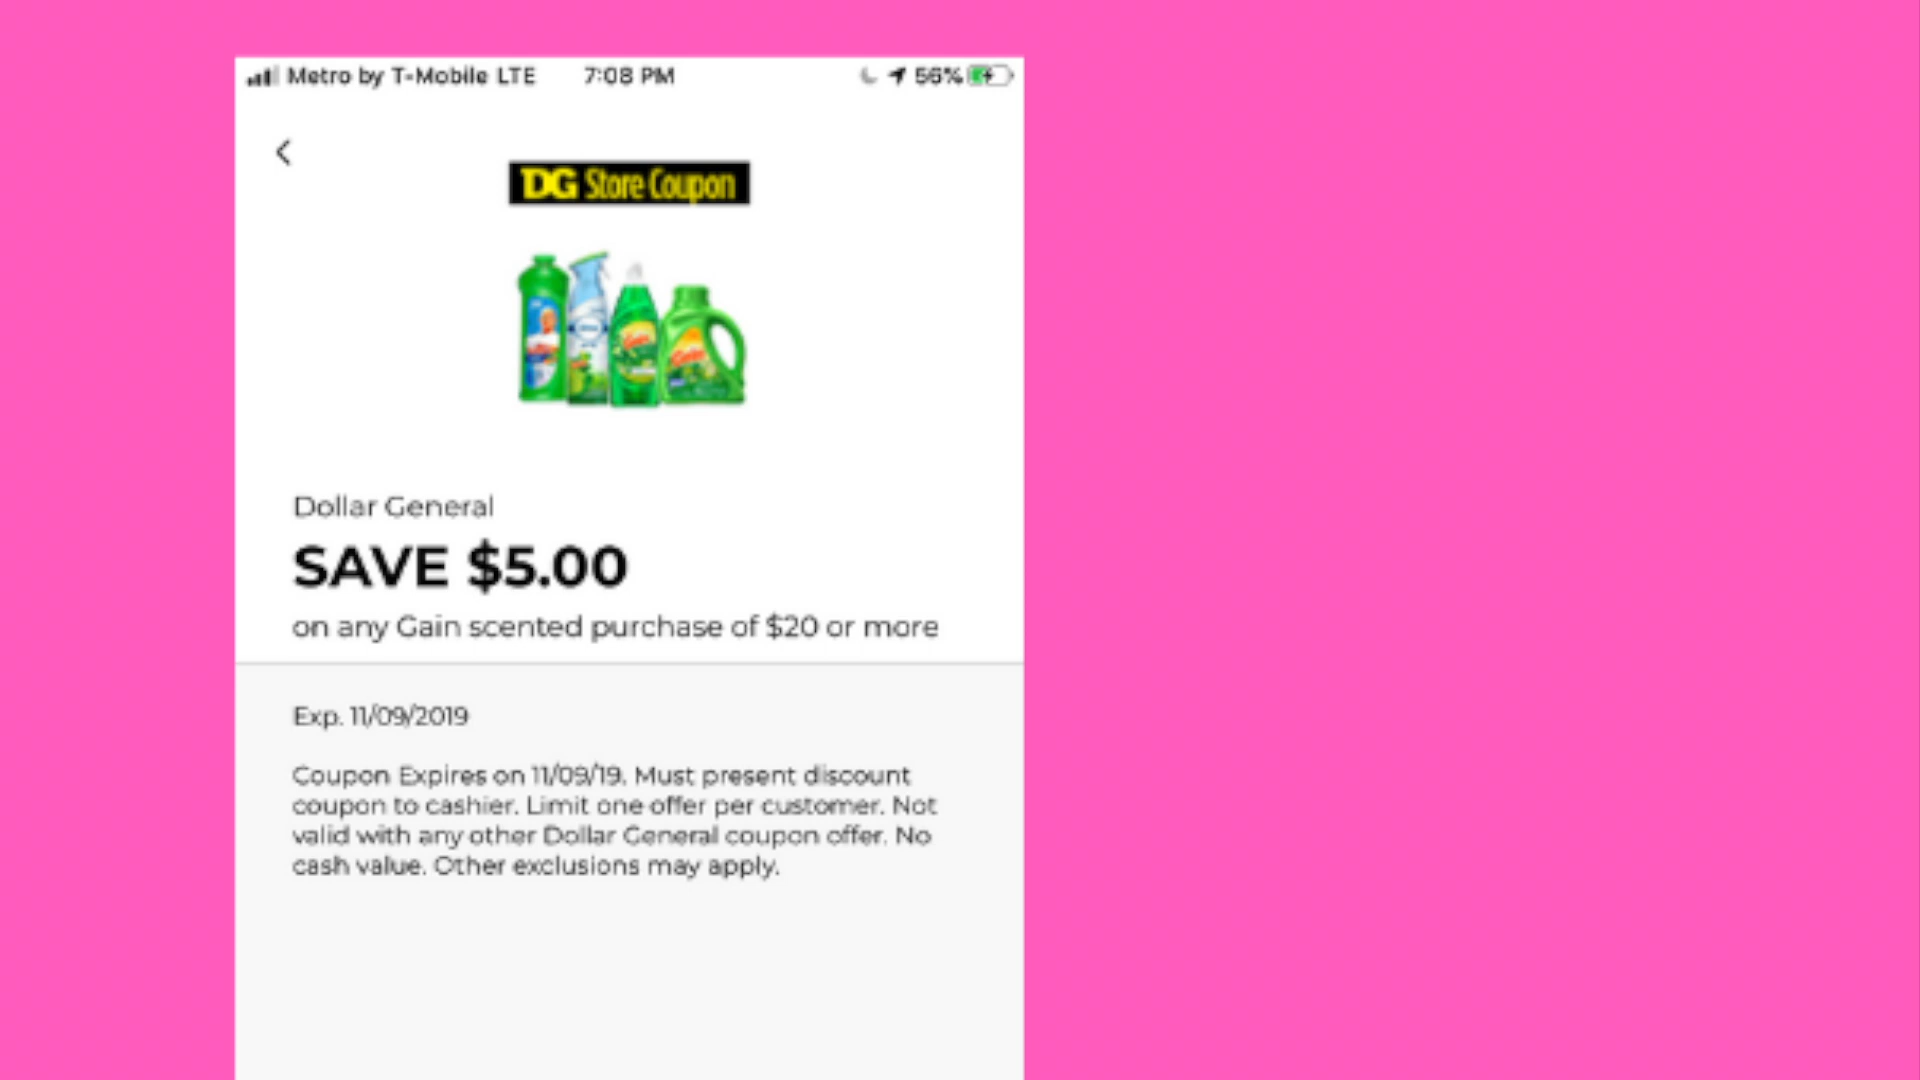 Metro by T-Mobile LTE 7:08 PM 56%
DG Store Coupon
Gain
Gain
Dollar General
SAVE $5.00
on any Gain scented purchase of $20 or more
Exp. 11/09/2019
Coupon Expires on 11/09/19. Must present discount
coupon to cashier. Limit one offer per customer. Not
valid with any other Dollar General coupon offer. No
cash value. Other exclusions may apply.